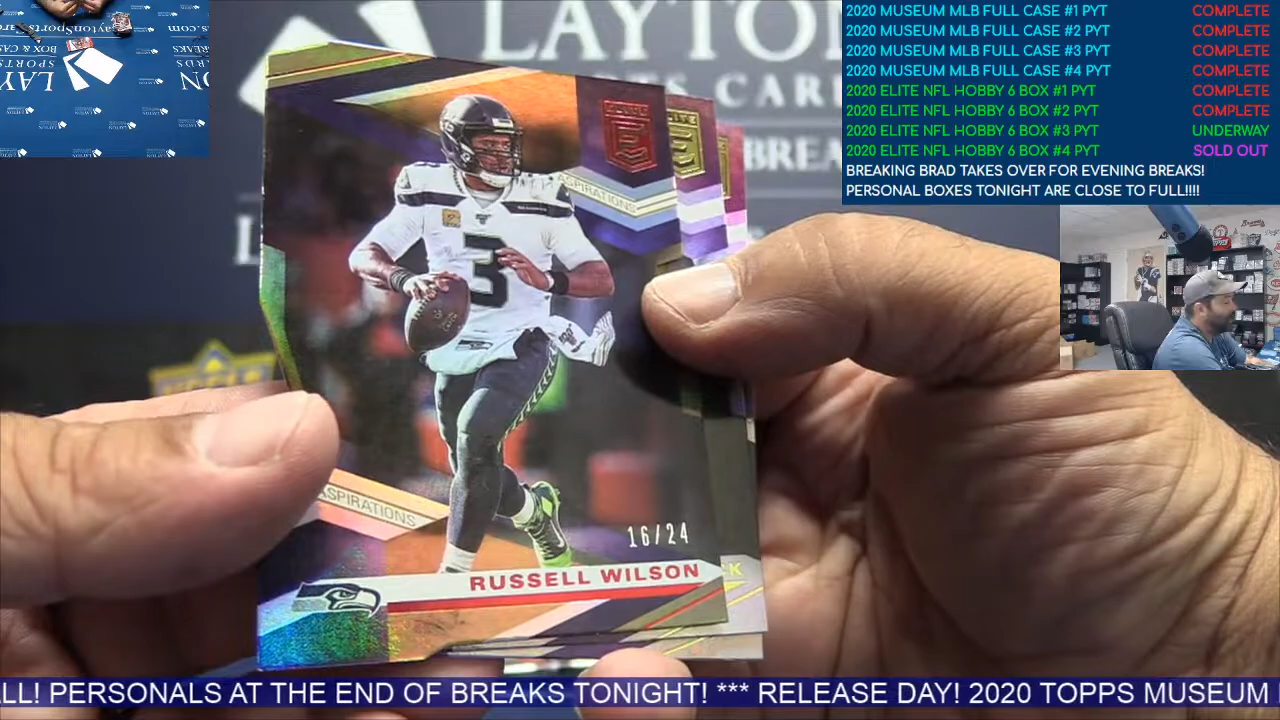 2020 MUSEUM MLB FULL CASE #1 PYT COMPLETE
2020 MUSEUM MLB FULL CASE #2 PYT COMPLETE
2020 MUSEUM MLB FULL CASE #3 PYT COMPLETE
2020 MUSEUM MLB FULL CASE #4 PYT COMPLETE
2020 ELITE NFL HOBBY 6 BOX #1 PYT COMPLETE
2020 ELITE NFL HOBBY 6 BOX #2 PYT COMPLETE
2020 ELITE NFL HOBBY 6 BOX #3 PYT UNDERWAY
2020 ELITE NFL HOBBY 6 BOX #4 PYT SOLD OUT
BREAKING BRAD TAKES OVER FOR EVENING BREAKS!
PERSONAL BOXES TONIGHT ARE CLOSE TO FULL!!!!
LAYTON
CAR
BREA
ELITE
E
ASPIRATIONS
3
ASPIRATIONS
16/24
RUSSELL WILSON
K
ALL! PERSONALS AT THE END OF BREAKS TONIGHT! *** RELEASE DAY! 2020 TOPPS MUSEUM